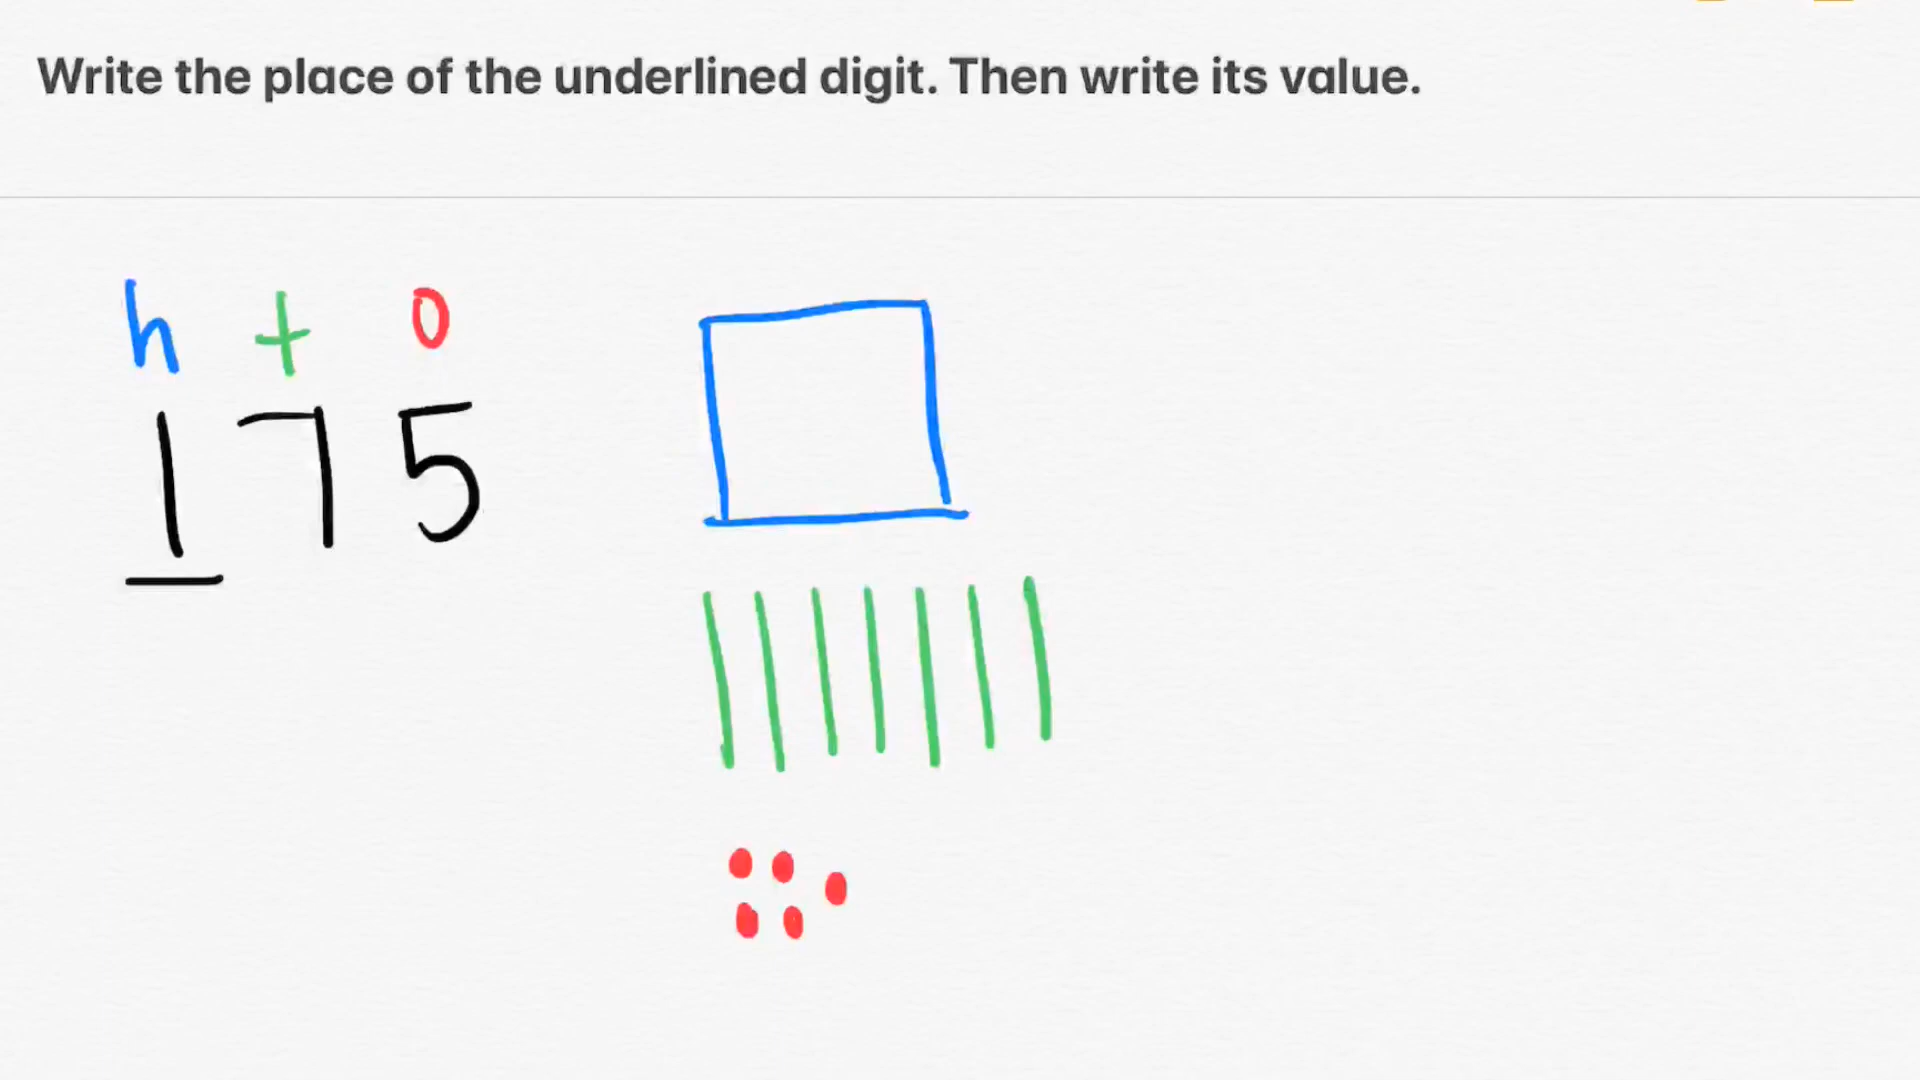 Write the place of the underlined digit. Then write its value.
h t o
175